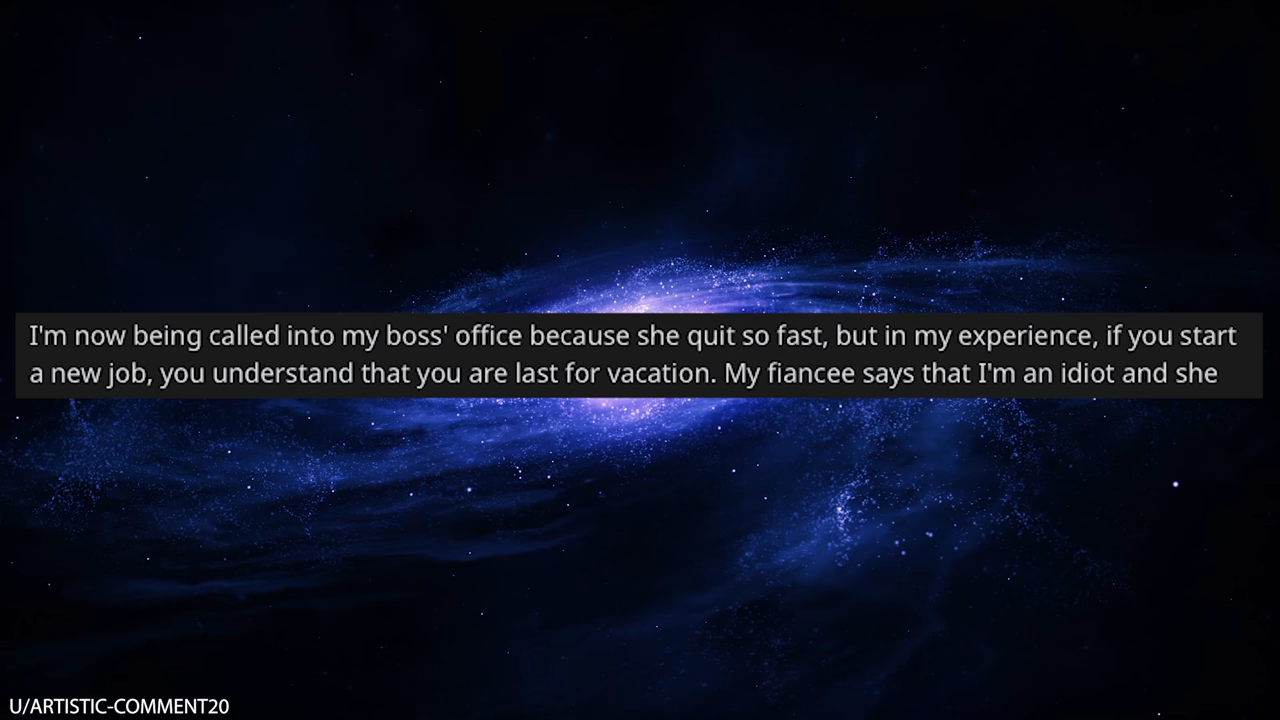 I'm now being called into my boss' office because she quit so fast, but in my experience, if you start
a new job, you understand that you are last for vacation. My fiancee says that I'm an idiot and she
U/ARTISTIC-COMMENT20